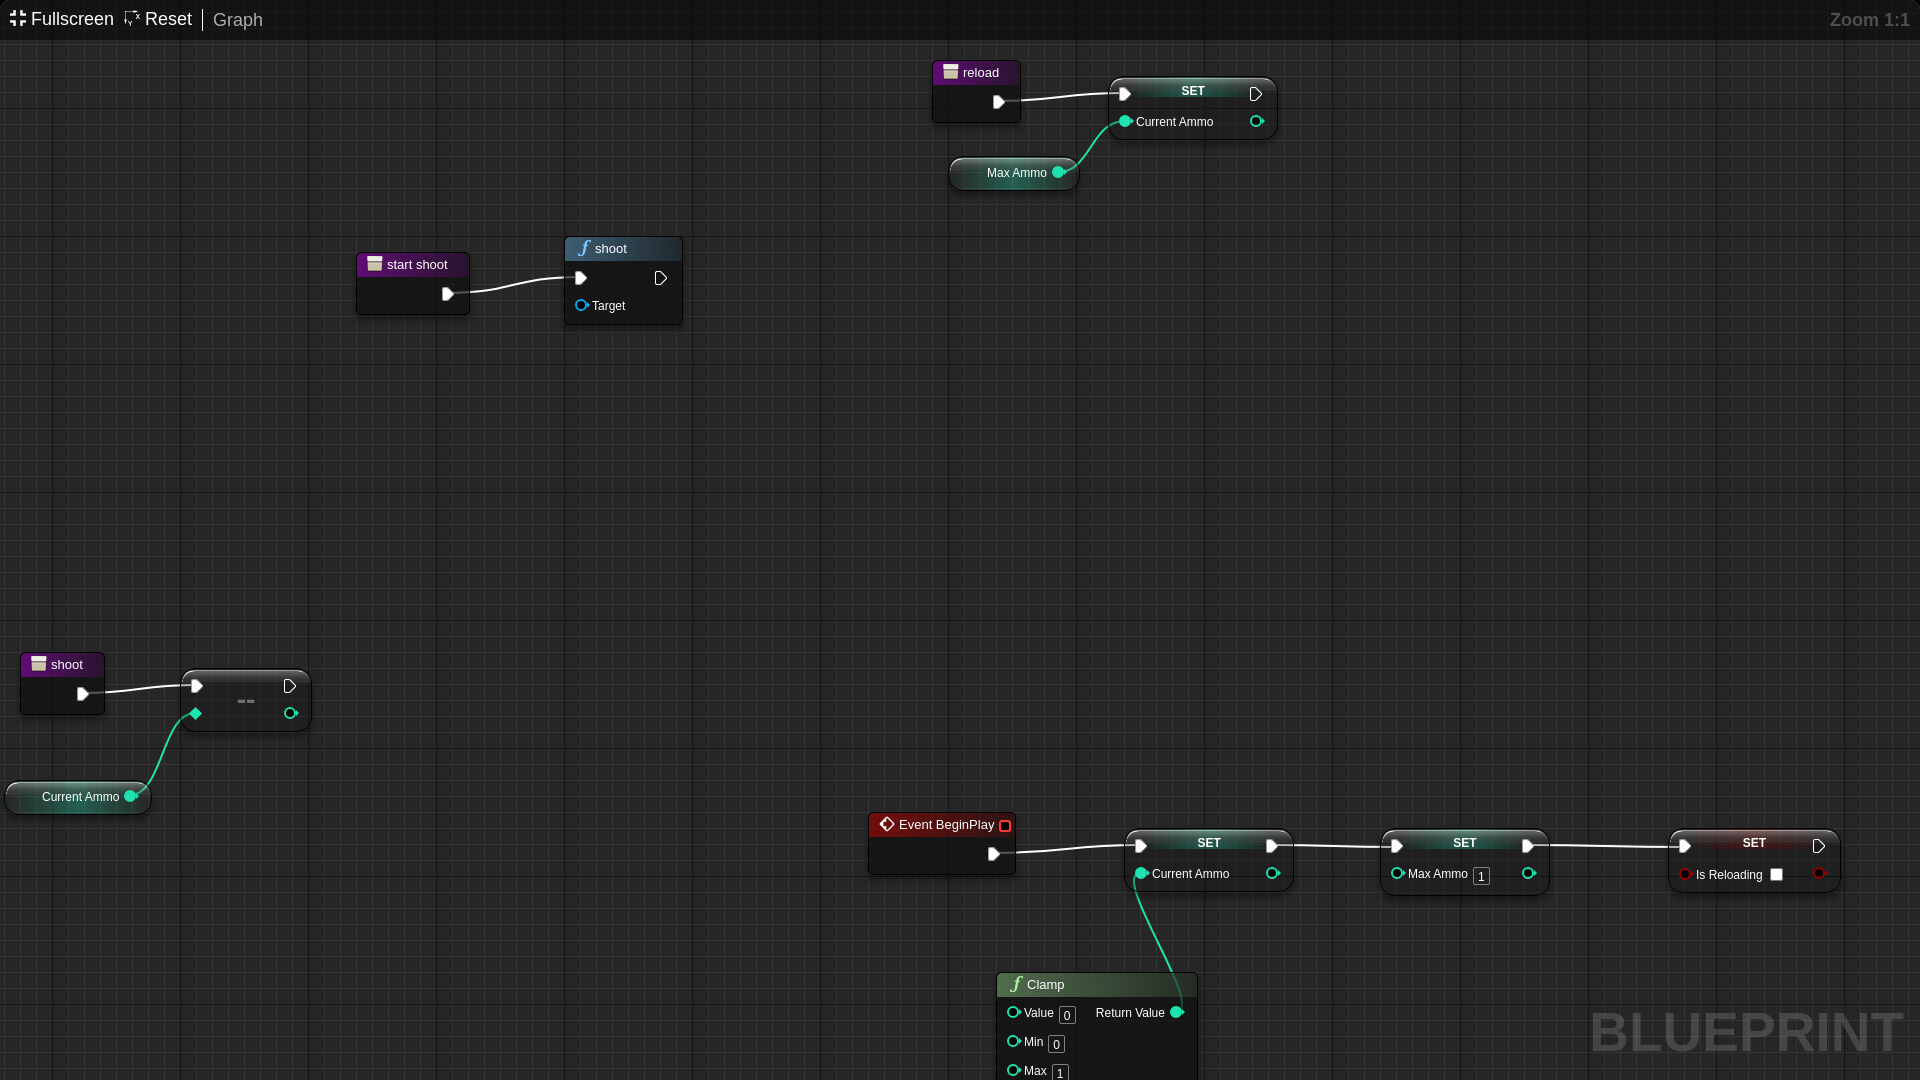 Fullscreen Reset Graph Zoom 1:1
reload
SET
Current Ammo
Max Ammo
start shoot
shoot
Target
shoot
--
Current Ammo
Event BeginPlay
SET
Current Ammo
SET
Max Ammo 1
SET
Is Reloading
Clamp
Value 0 Return Value
Min 0
Max 1
BLUEPRINT